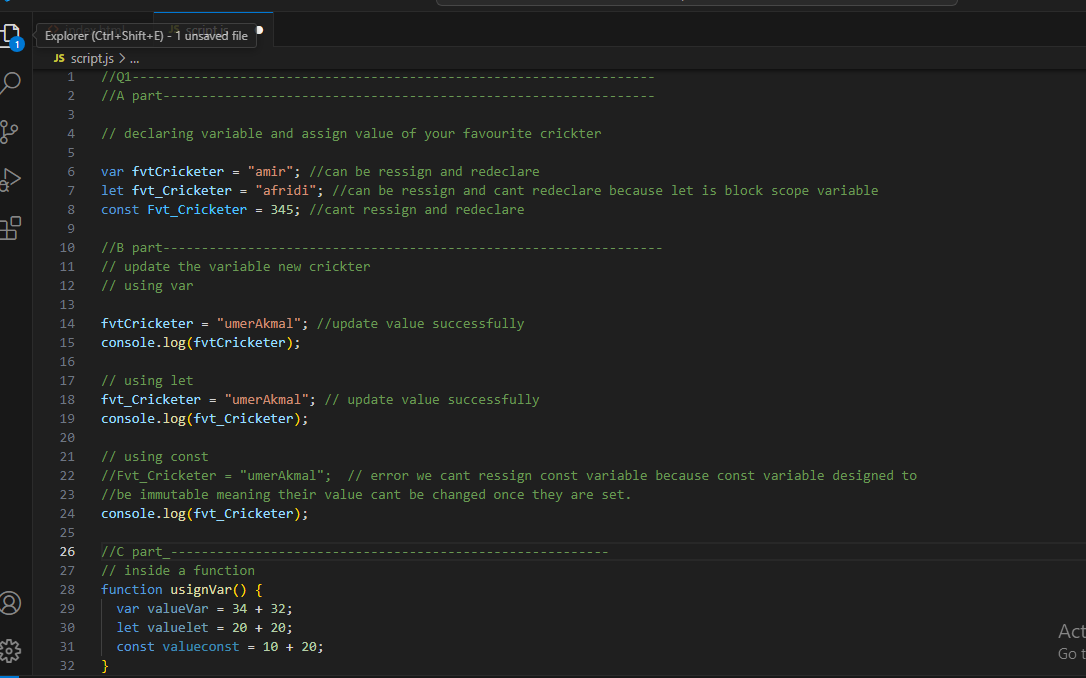 Explorer (Ctrl+Shift+E) - 1 unsaved file
1
JS script.js > ...
1 //Q1--------------------------------------------------------------------
2 //A part----------------------------------------------------------------
3
4 // declaring variable and assign value of your favourite crickter
5
6 var fvtCricketer = "amir"; //can be ressign and redeclare
7 let fvt_Cricketer = "afridi"; //can be ressign and cant redeclare because let is block scope variable
8 const Fvt_Cricketer = 345; //cant ressign and redeclare
9
10 //B part-----------------------------------------------------------------
11 // update the variable new crickter
12 // using var
13
14 fvtCricketer = "umerAkmal"; //update value successfully
15 console.log(fvtCricketer);
16
17 // using let
18 fvt_Cricketer = "umerAkmal"; // update value successfully
19 console.log(fvt_Cricketer);
20
21 // using const
22 //Fvt_Cricketer = "umerAkmal";  // error we cant ressign const variable because const variable designed to
23 //be immutable meaning their value cant be changed once they are set.
24 console.log(fvt_Cricketer);
25
26 //C part_---------------------------------------------------------
27 // inside a function
28 function usignVar() {
29   var valueVar = 34 + 32;
30   let valuelet = 20 + 20;
31   const valueconst = 10 + 20;
32 }
Act
Go t